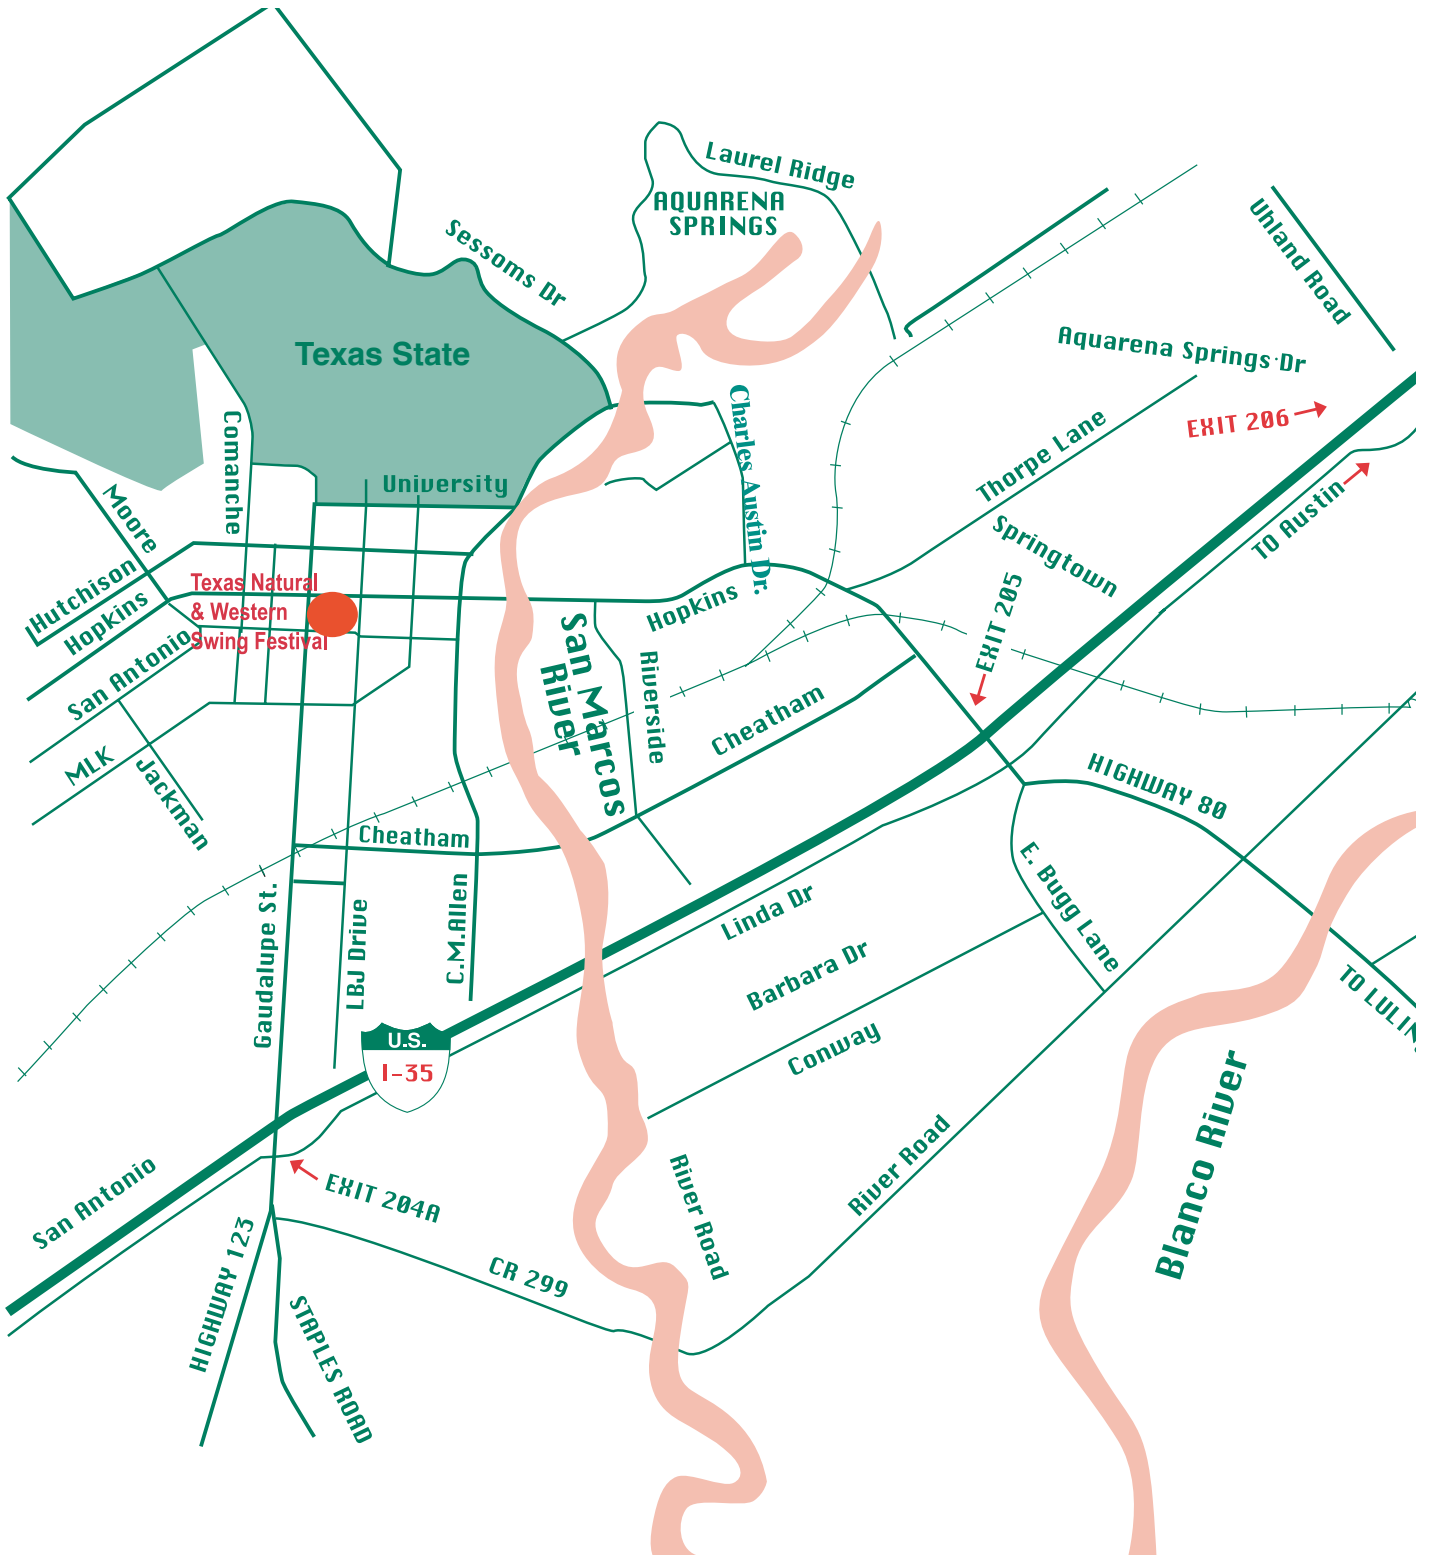 Laurel Ridge
AQUARENA
SPRINGS
Sessoms Dr
Uhland Road
Texas State
Aquarena Springs Dr
EXIT 206
Charles Austin Dr.
Comanche
Thorpe Lane
University
Moore
TO Austin
Springtown
Hutchison
Texas Natural
& Western
Swing Festival
Hopkins
Hopkins
EXIT 205
San Antonio
San Marcos
River
Riverside
Cheatham
MLK
Jackman
HIGHWAY 80
Cheatham
E. Bugg Lane
Gaudalupe St.
LBJ Drive
C.M.Allen
Linda Dr
Barbara Dr
TO LULIN
Conway
U.S.
I-35
Blanco River
River Road
River Road
San Antonio
EXIT 204A
HIGHWAY 123
CR 299
STAPLES ROAD